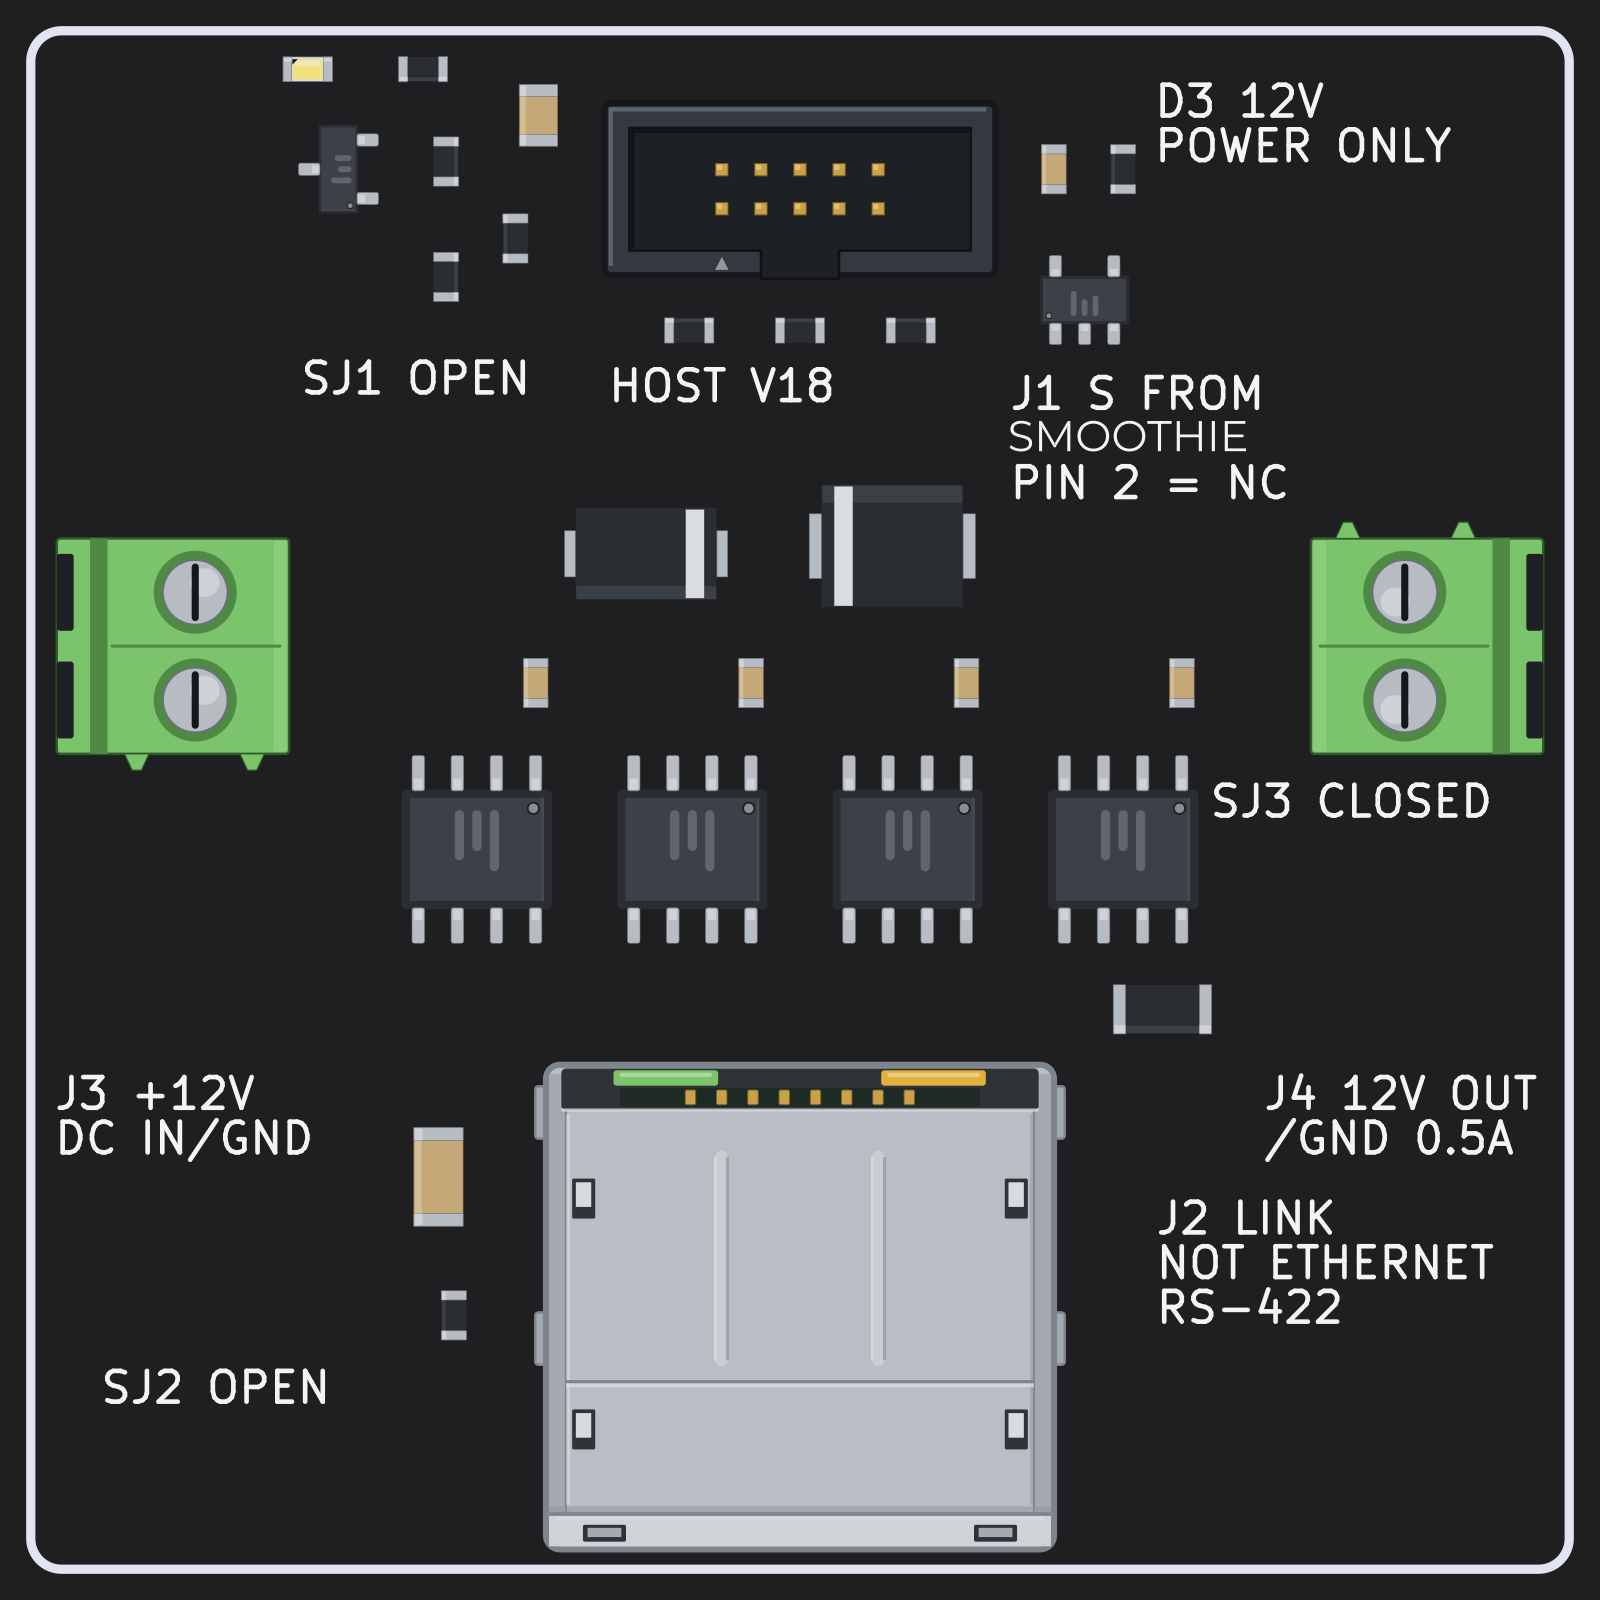 D3 12V
POWER ONLY
SJ1 OPEN
HOST V18
J1 S FROM
SMOOTHIE
PIN 2 = NC
SJ3 CLOSED
J3 +12V
DC IN/GND
J4 12V OUT
/GND 0.5A
J2 LINK
NOT ETHERNET
RS-422
SJ2 OPEN